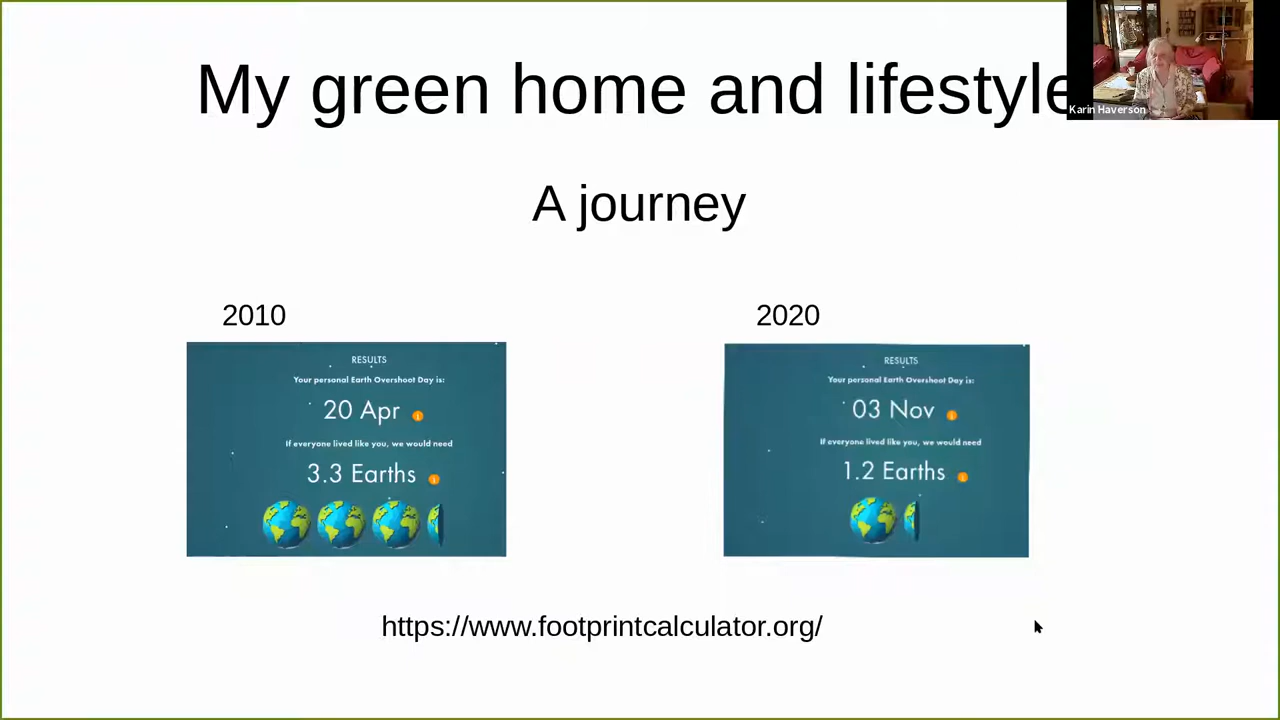 My green home and lifestyle
Karin Haverson
A journey
2010
2020
RESULTS
Your personal Earth Overshoot Day is:
20 Apr
If everyone lived like you, we would need
3.3 Earths
RESULTS
Your personal Earth Overshoot Day is:
03 Nov
If everyone lived like you, we would need
1.2 Earths
https://www.footprintcalculator.org/